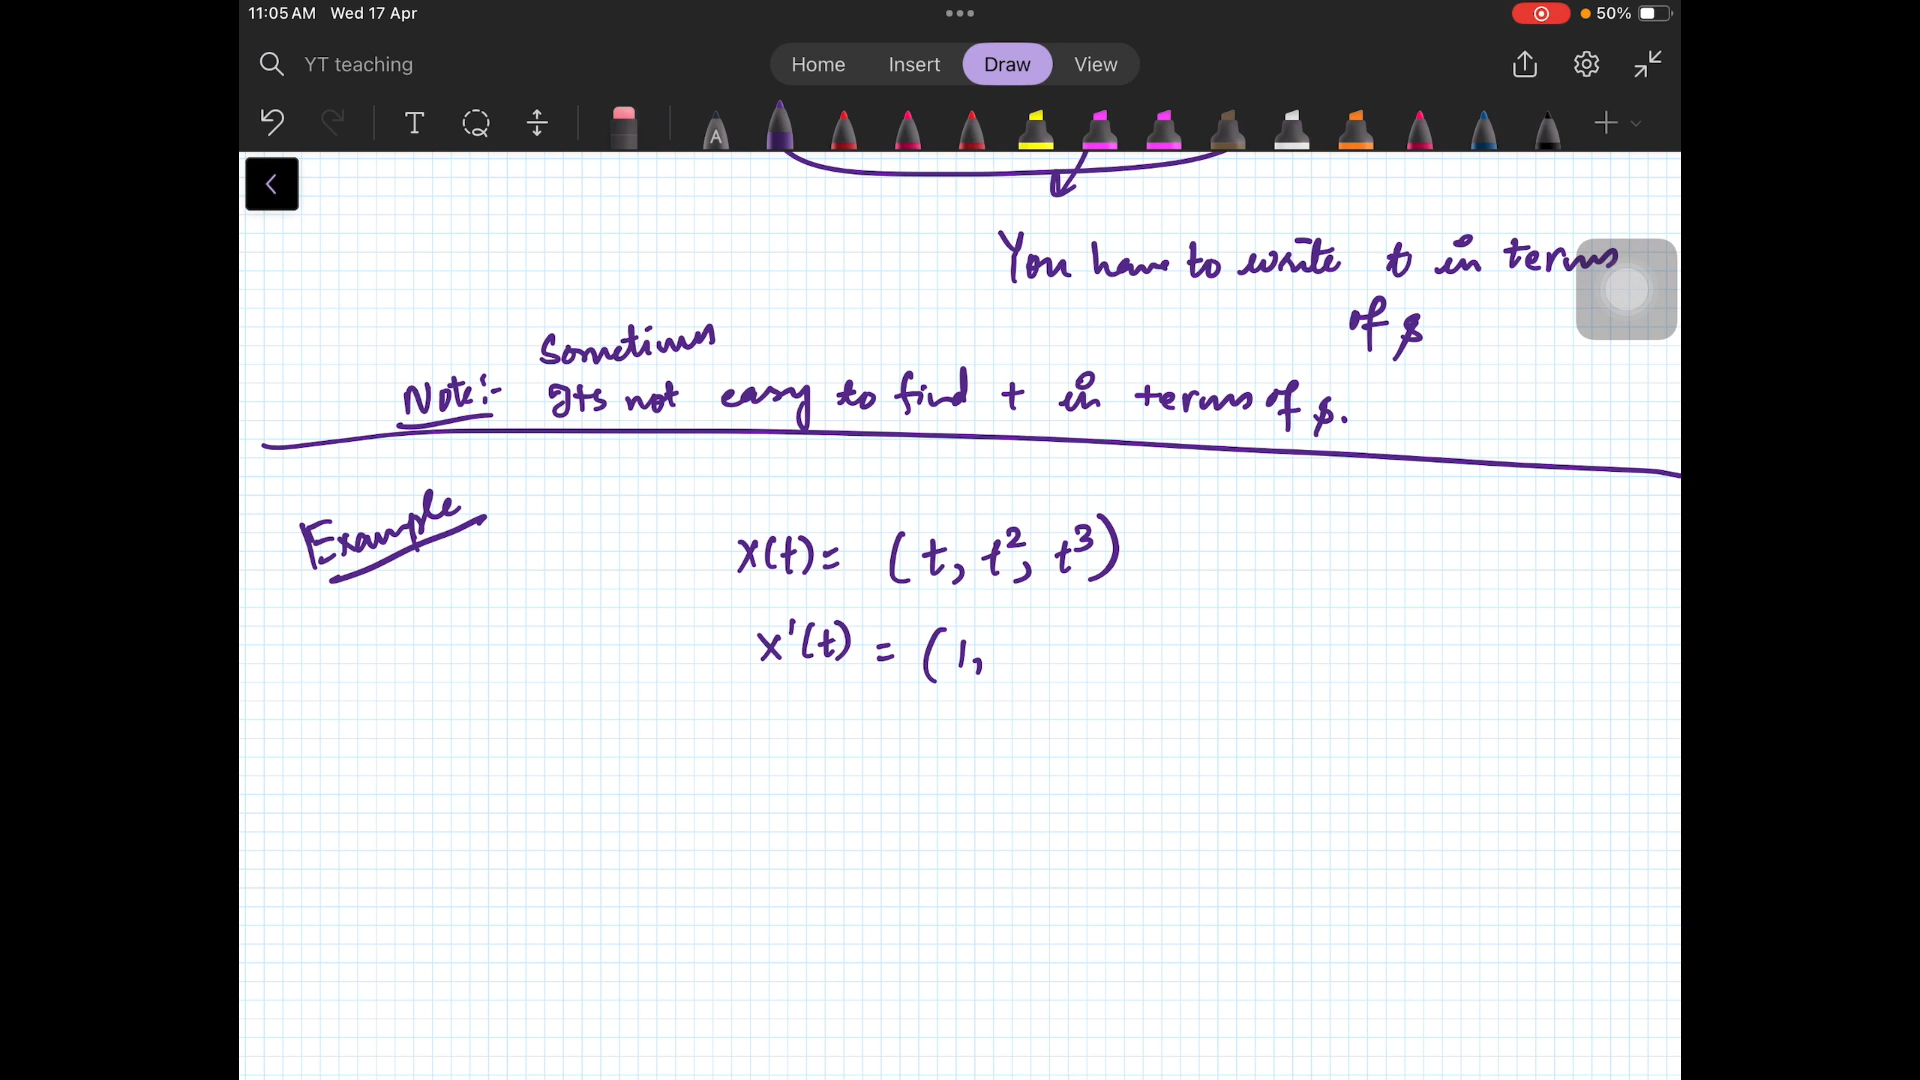 11:05 AM Wed 17 Apr
50%
YT teaching
Home Insert Draw View
T
A
You have to write t in terms
of s
Sometimes
Note:- Its not easy to find t in terms of s.
Example
X(t) = (t, t², t³)
X'(t) = (1,